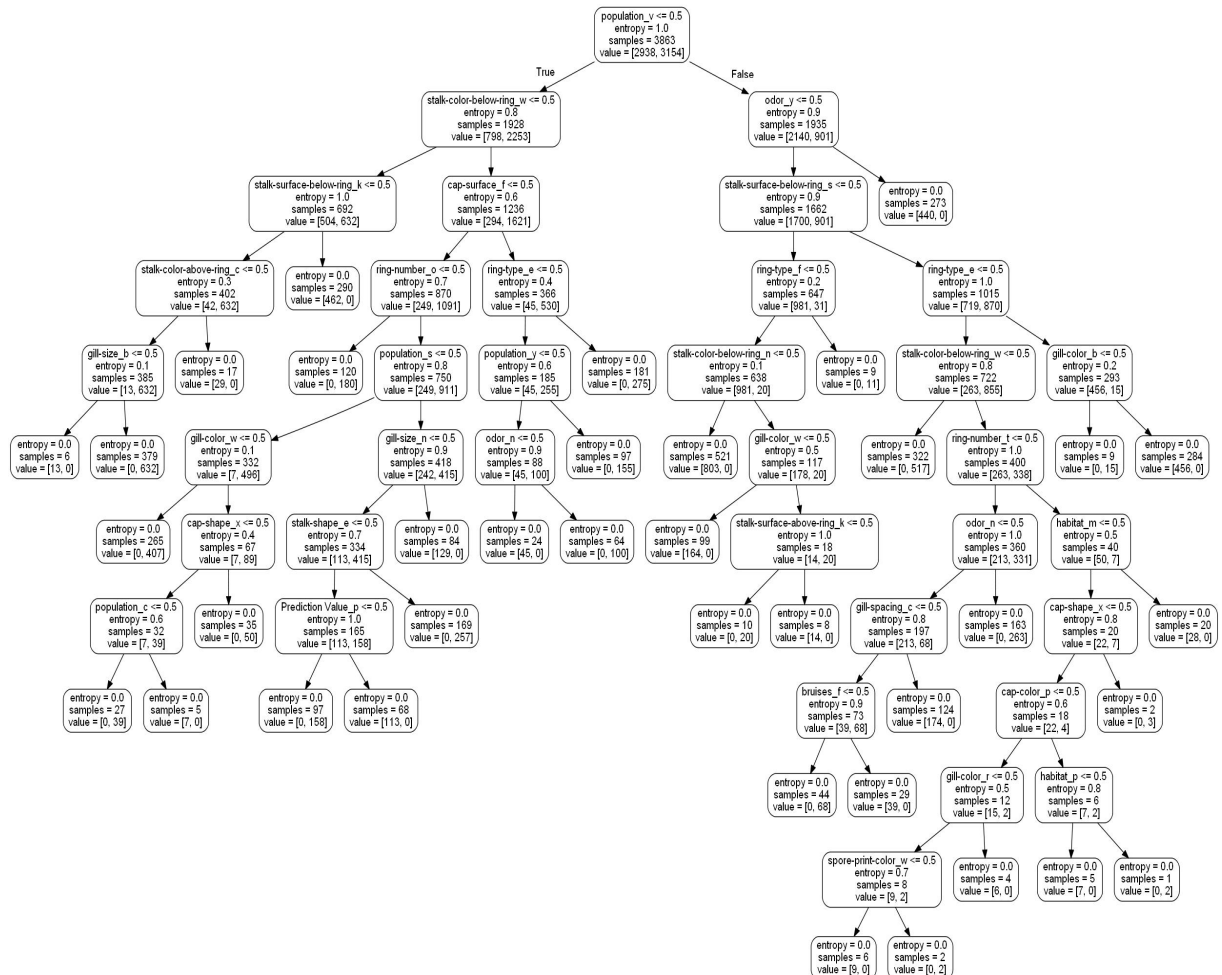 population_v <= 0.5
entropy = 1.0
samples = 3863
value = [2938, 3154]
True
False
stalk-color-below-ring_w <= 0.5
entropy = 0.8
samples = 1928
value = [798, 2253]
odor_y <= 0.5
entropy = 0.9
samples = 1935
value = [2140, 901]
stalk-surface-below-ring_k <= 0.5
entropy = 1.0
samples = 692
value = [504, 632]
cap-surface_f <= 0.5
entropy = 0.6
samples = 1236
value = [294, 1621]
stalk-surface-below-ring_s <= 0.5
entropy = 0.9
samples = 1662
value = [1700, 901]
entropy = 0.0
samples = 273
value = [440, 0]
stalk-color-above-ring_c <= 0.5
entropy = 0.3
samples = 402
value = [42, 632]
entropy = 0.0
samples = 290
value = [462, 0]
ring-number_o <= 0.5
entropy = 0.7
samples = 870
value = [249, 1091]
ring-type_e <= 0.5
entropy = 0.4
samples = 366
value = [45, 530]
ring-type_f <= 0.5
entropy = 0.2
samples = 647
value = [981, 31]
ring-type_e <= 0.5
entropy = 1.0
samples = 1015
value = [719, 870]
gill-size_b <= 0.5
entropy = 0.1
samples = 385
value = [13, 632]
entropy = 0.0
samples = 17
value = [29, 0]
entropy = 0.0
samples = 120
value = [0, 180]
population_s <= 0.5
entropy = 0.8
samples = 750
value = [249, 911]
population_y <= 0.5
entropy = 0.6
samples = 185
value = [45, 255]
entropy = 0.0
samples = 181
value = [0, 275]
stalk-color-below-ring_n <= 0.5
entropy = 0.1
samples = 638
value = [981, 20]
entropy = 0.0
samples = 9
value = [0, 11]
stalk-color-below-ring_w <= 0.5
entropy = 0.8
samples = 722
value = [263, 855]
gill-color_b <= 0.5
entropy = 0.2
samples = 293
value = [456, 15]
entropy = 0.0
samples = 6
value = [13, 0]
entropy = 0.0
samples = 379
value = [0, 632]
gill-color_w <= 0.5
entropy = 0.1
samples = 332
value = [7, 496]
gill-size_n <= 0.5
entropy = 0.9
samples = 418
value = [242, 415]
odor_n <= 0.5
entropy = 0.9
samples = 88
value = [45, 100]
entropy = 0.0
samples = 97
value = [0, 155]
entropy = 0.0
samples = 521
value = [803, 0]
gill-color_w <= 0.5
entropy = 0.5
samples = 117
value = [178, 20]
entropy = 0.0
samples = 322
value = [0, 517]
ring-number_t <= 0.5
entropy = 1.0
samples = 400
value = [263, 338]
entropy = 0.0
samples = 9
value = [0, 15]
entropy = 0.0
samples = 284
value = [456, 0]
entropy = 0.0
samples = 265
value = [0, 407]
cap-shape_x <= 0.5
entropy = 0.4
samples = 67
value = [7, 89]
stalk-shape_e <= 0.5
entropy = 0.7
samples = 334
value = [113, 415]
entropy = 0.0
samples = 84
value = [129, 0]
entropy = 0.0
samples = 24
value = [45, 0]
entropy = 0.0
samples = 64
value = [0, 100]
entropy = 0.0
samples = 99
value = [164, 0]
stalk-surface-above-ring_k <= 0.5
entropy = 1.0
samples = 18
value = [14, 20]
odor_n <= 0.5
entropy = 1.0
samples = 360
value = [213, 331]
habitat_m <= 0.5
entropy = 0.5
samples = 40
value = [50, 7]
population_c <= 0.5
entropy = 0.6
samples = 32
value = [7, 39]
entropy = 0.0
samples = 35
value = [0, 50]
Prediction Value_p <= 0.5
entropy = 1.0
samples = 165
value = [113, 158]
entropy = 0.0
samples = 169
value = [0, 257]
entropy = 0.0
samples = 10
value = [0, 20]
entropy = 0.0
samples = 8
value = [14, 0]
gill-spacing_c <= 0.5
entropy = 0.8
samples = 197
value = [213, 68]
entropy = 0.0
samples = 163
value = [0, 263]
cap-shape_x <= 0.5
entropy = 0.8
samples = 20
value = [22, 7]
entropy = 0.0
samples = 20
value = [28, 0]
entropy = 0.0
samples = 27
value = [0, 39]
entropy = 0.0
samples = 5
value = [7, 0]
entropy = 0.0
samples = 97
value = [0, 158]
entropy = 0.0
samples = 68
value = [113, 0]
bruises_f <= 0.5
entropy = 0.9
samples = 73
value = [39, 68]
entropy = 0.0
samples = 124
value = [174, 0]
cap-color_p <= 0.5
entropy = 0.6
samples = 18
value = [22, 4]
entropy = 0.0
samples = 2
value = [0, 3]
entropy = 0.0
samples = 44
value = [0, 68]
entropy = 0.0
samples = 29
value = [39, 0]
gill-color_r <= 0.5
entropy = 0.5
samples = 12
value = [15, 2]
habitat_p <= 0.5
entropy = 0.8
samples = 6
value = [7, 2]
spore-print-color_w <= 0.5
entropy = 0.7
samples = 8
value = [9, 2]
entropy = 0.0
samples = 4
value = [6, 0]
entropy = 0.0
samples = 5
value = [7, 0]
entropy = 0.0
samples = 1
value = [0, 2]
entropy = 0.0
samples = 6
value = [9, 0]
entropy = 0.0
samples = 2
value = [0, 2]